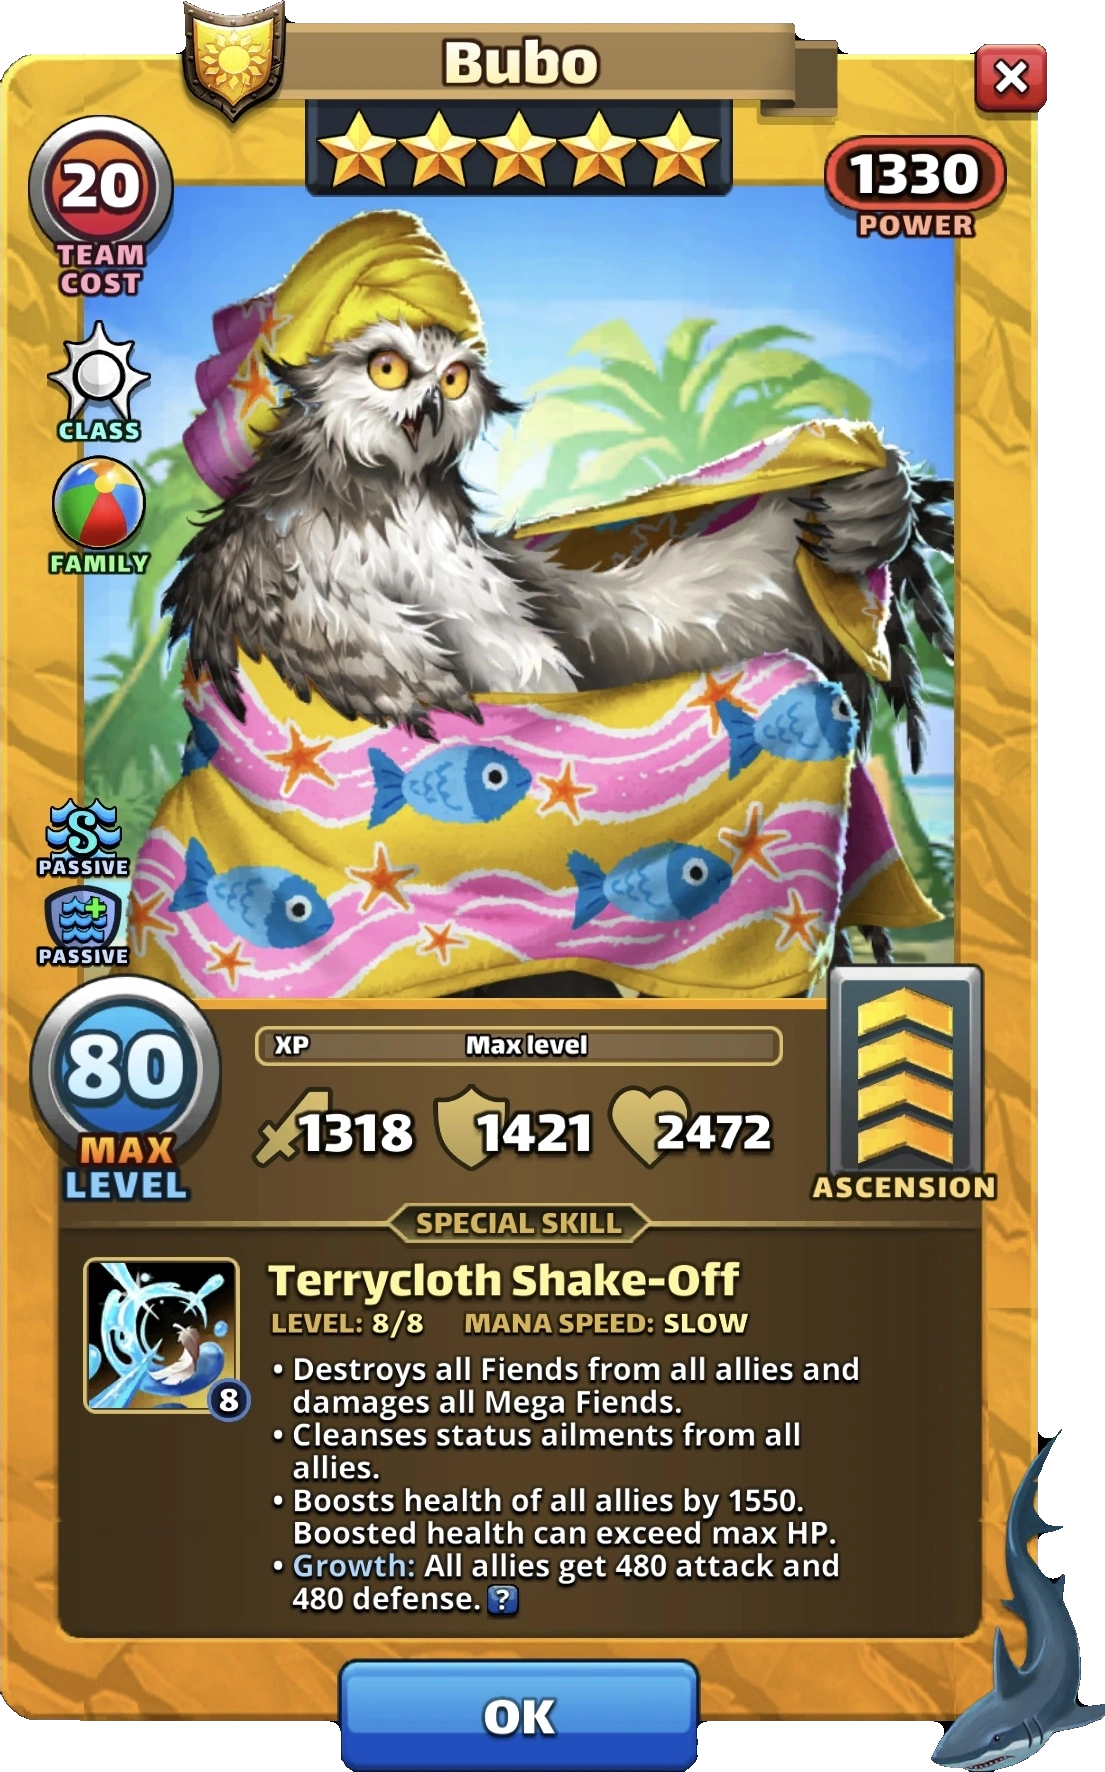 Bubo
20
TEAM
COST
1330
POWER
CLASS
FAMILY
S
PASSIVE
PASSIVE
80
MAX
LEVEL
XP Max level
1318 1421 2472
ASCENSION
SPECIAL SKILL
Terrycloth Shake-Off
LEVEL: 8/8 MANA SPEED: SLOW
8
• Destroys all Fiends from all allies and
damages all Mega Fiends.
• Cleanses status ailments from all
allies.
• Boosts health of all allies by 1550.
Boosted health can exceed max HP.
• Growth: All allies get 480 attack and
480 defense. ?
OK